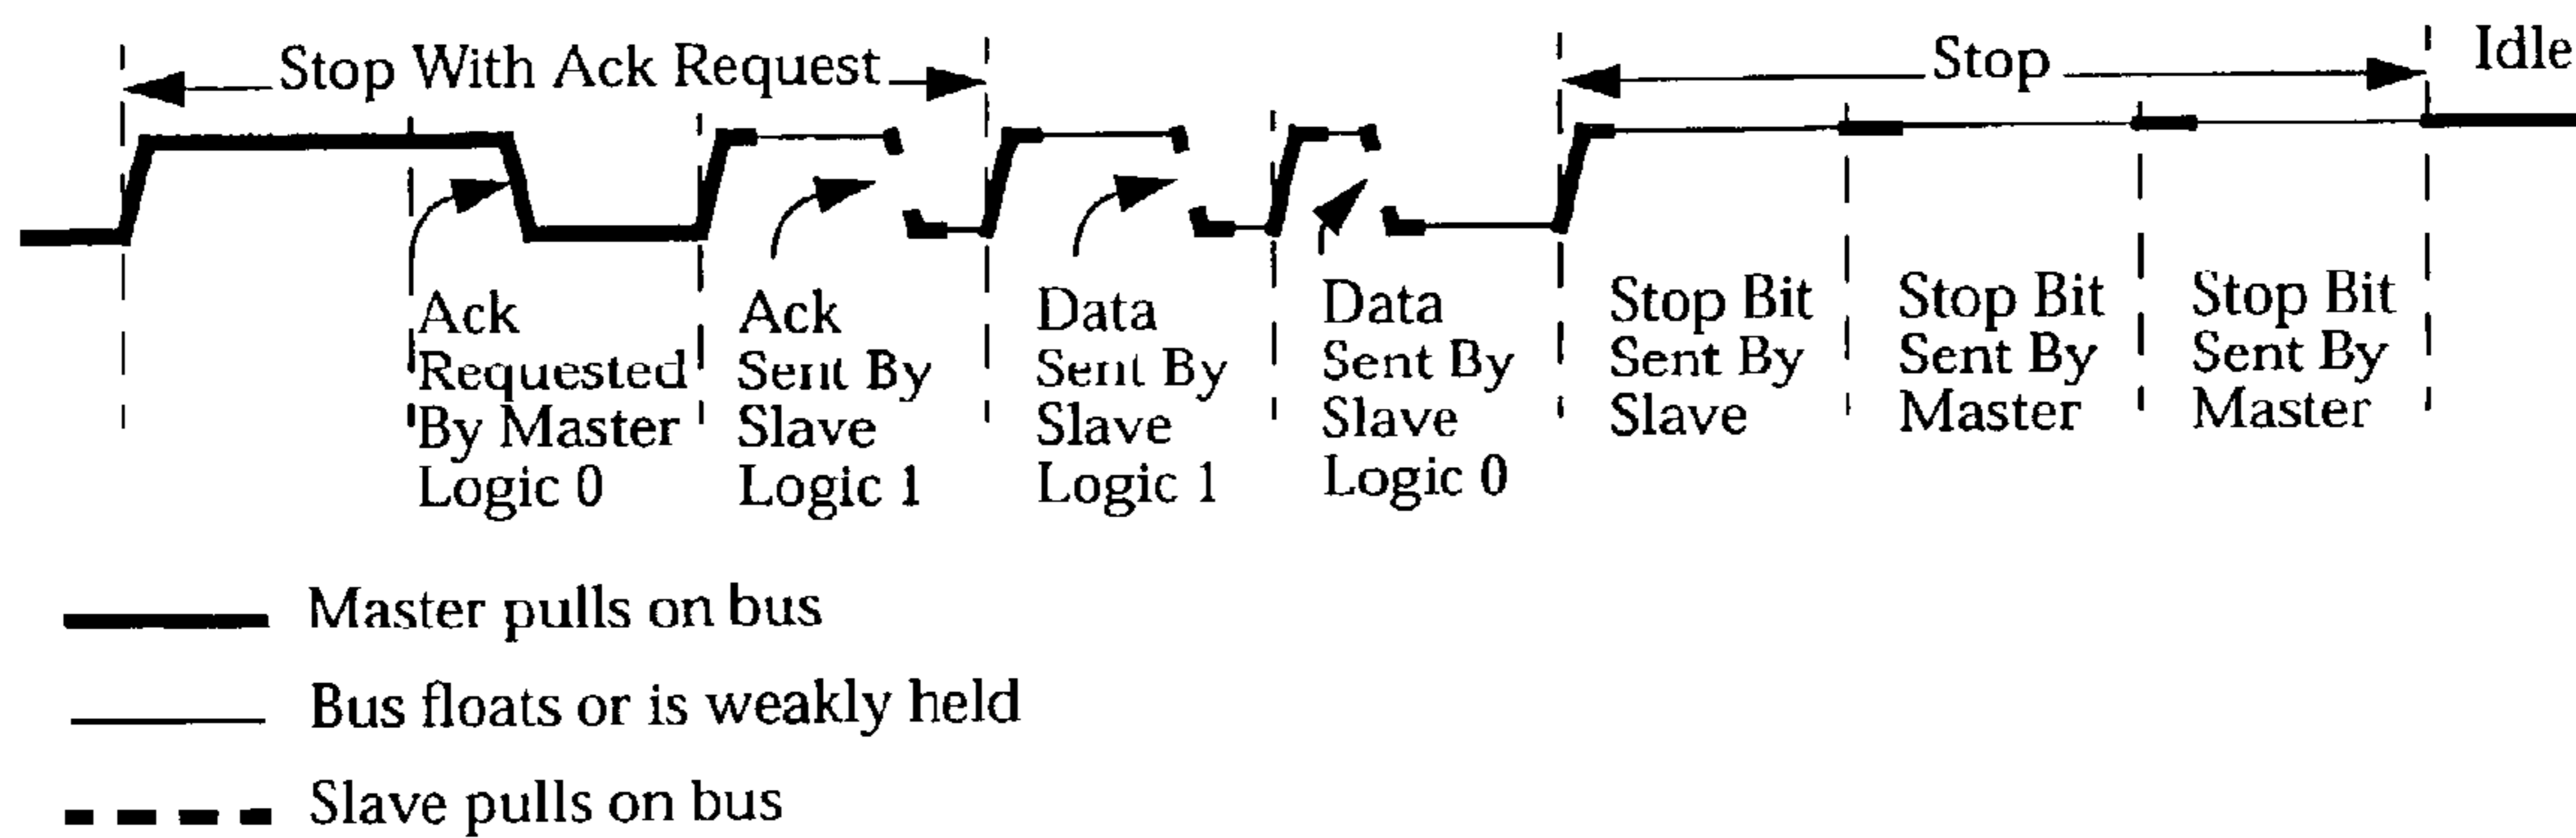 Stop With Ack Request
Stop
Idle
Ack
Requested
By Master
Logic 0
Ack
Sent By
Slave
Logic 1
Data
Sent By
Slave
Logic 1
Data
Sent By
Slave
Logic 0
Stop Bit
Sent By
Slave
Stop Bit
Sent By
Master
Stop Bit
Sent By
Master
Master pulls on bus
Bus floats or is weakly held
Slave pulls on bus